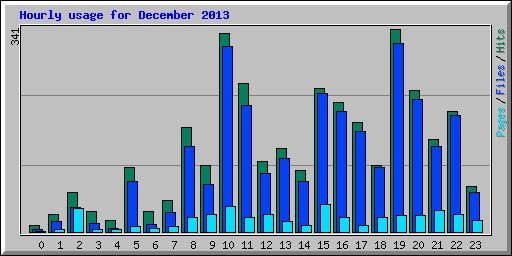 Hourly usage for December 2013
341
Pages/Files/Hits
0 1 2 3 4 5 6 7 8 9 10 11 12 13 14 15 16 17 18 19 20 21 22 23